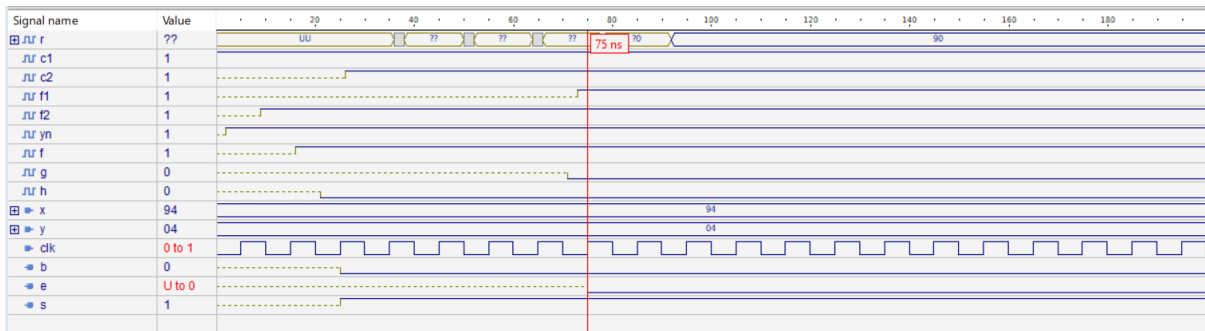 Signal name Value 20 40 60 80 100 120 140 160 180
r ?? UU ?? ?? ?? ?0 90
75 ns
c1 1
c2 1
f1 1
f2 1
yn 1
f 1
g 0
h 0
x 94 94
y 04 04
clk 0 to 1
b 0
e U to 0
s 1